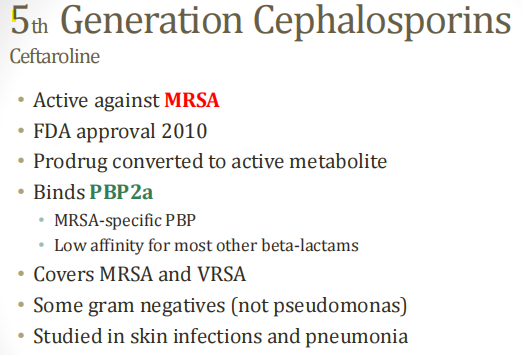 5th Generation Cephalosporins
Ceftaroline
• Active against MRSA
• FDA approval 2010
• Prodrug converted to active metabolite
• Binds PBP2a
• MRSA-specific PBP
• Low affinity for most other beta-lactams
• Covers MRSA and VRSA
• Some gram negatives (not pseudomonas)
• Studied in skin infections and pneumonia